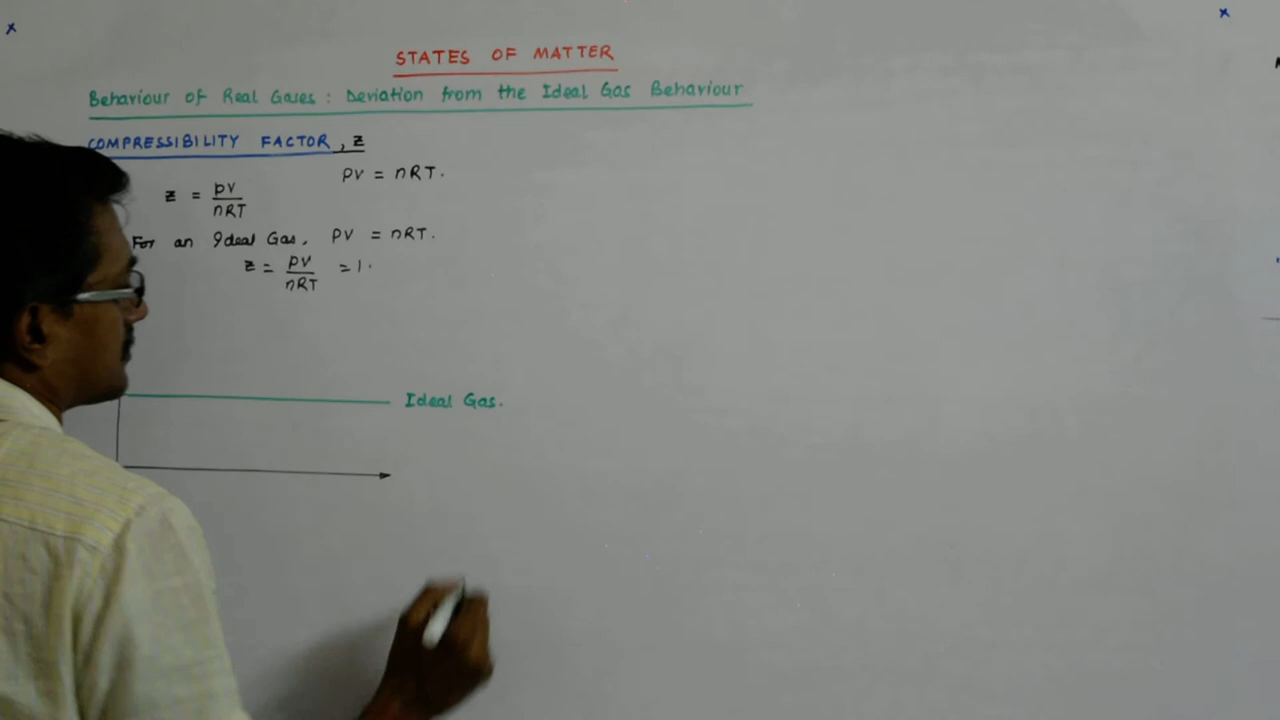 STATES OF MATTER
Behaviour of Real Gases : Deviation from the Ideal Gas Behaviour
COMPRESSIBILITY FACTOR, Z
PV = nRT.
Z = PV/nRT
For an Ideal Gas, PV = nRT.
Z = PV/nRT = 1.
Ideal Gas.